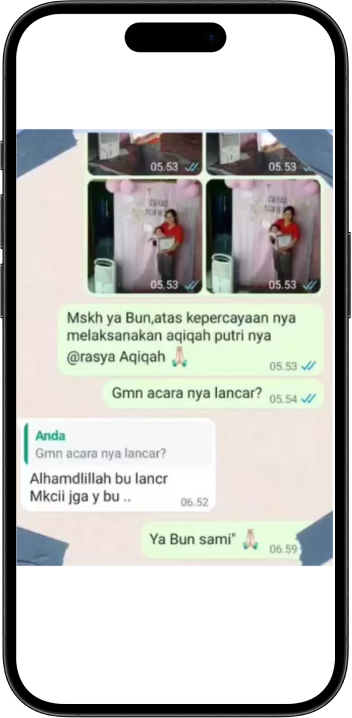 05.53
05.53
05.53
05.53
Mskh ya Bun,atas kepercayaan nya
melaksanakan aqiqah putri nya
@rasya Aqiqah 🙏🏻
05.53
Gmn acara nya lancar?
05.54
Anda
Gmn acara nya lancar?
Alhamdlillah bu lancr
Mkcii jga y bu ..
06.52
Ya Bun sami" 🙏🏻
06.59